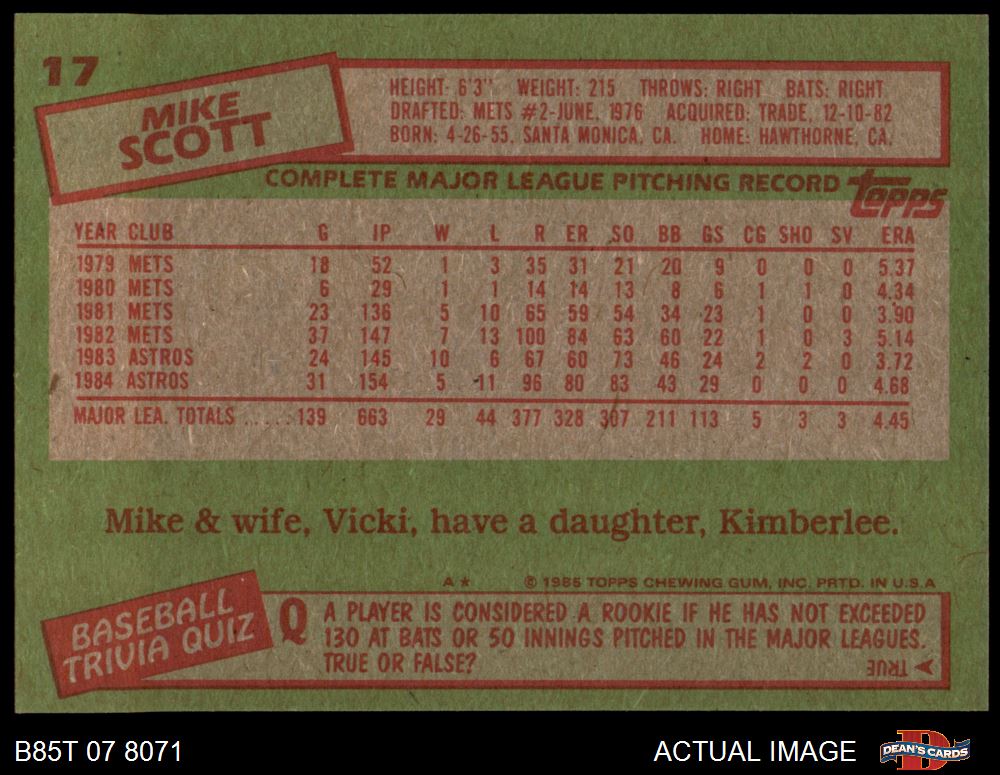 17
MIKE
SCOTT
HEIGHT: 6'3" WEIGHT: 215 THROWS: RIGHT BATS: RIGHT
DRAFTED: METS #2-JUNE, 1976 ACQUIRED: TRADE, 12-10-82
BORN: 4-26-55, SANTA MONICA, CA. HOME: HAWTHORNE, CA.
COMPLETE MAJOR LEAGUE PITCHING RECORD topps
YEAR CLUB G IP W L R ER SO BB GS CG SHO SV ERA
1979 METS 18 52 1 3 35 31 21 20 9 0 0 0 5.37
1980 METS 6 29 1 1 14 14 13 8 6 1 1 0 4.34
1981 METS 23 136 5 10 65 59 54 34 23 1 0 0 3.90
1982 METS 37 147 7 13 100 84 63 60 22 1 0 3 5.14
1983 ASTROS 24 145 10 6 67 60 73 46 24 2 2 0 3.72
1984 ASTROS 31 154 5 11 96 80 83 43 29 0 0 0 4.68
MAJOR LEA. TOTALS ..... 139 663 29 44 377 328 307 211 113 5 3 3 4.45
Mike & wife, Vicki, have a daughter, Kimberlee.
A★ © 1985 TOPPS CHEWING GUM, INC. PRTD. IN U.S.A
BASEBALL
TRIVIA QUIZ
Q A PLAYER IS CONSIDERED A ROOKIE IF HE HAS NOT EXCEEDED
130 AT BATS OR 50 INNINGS PITCHED IN THE MAJOR LEAGUES.
TRUE OR FALSE?
A TRUE
B85T 07 8071
ACTUAL IMAGE
D
DEAN'S CARDS